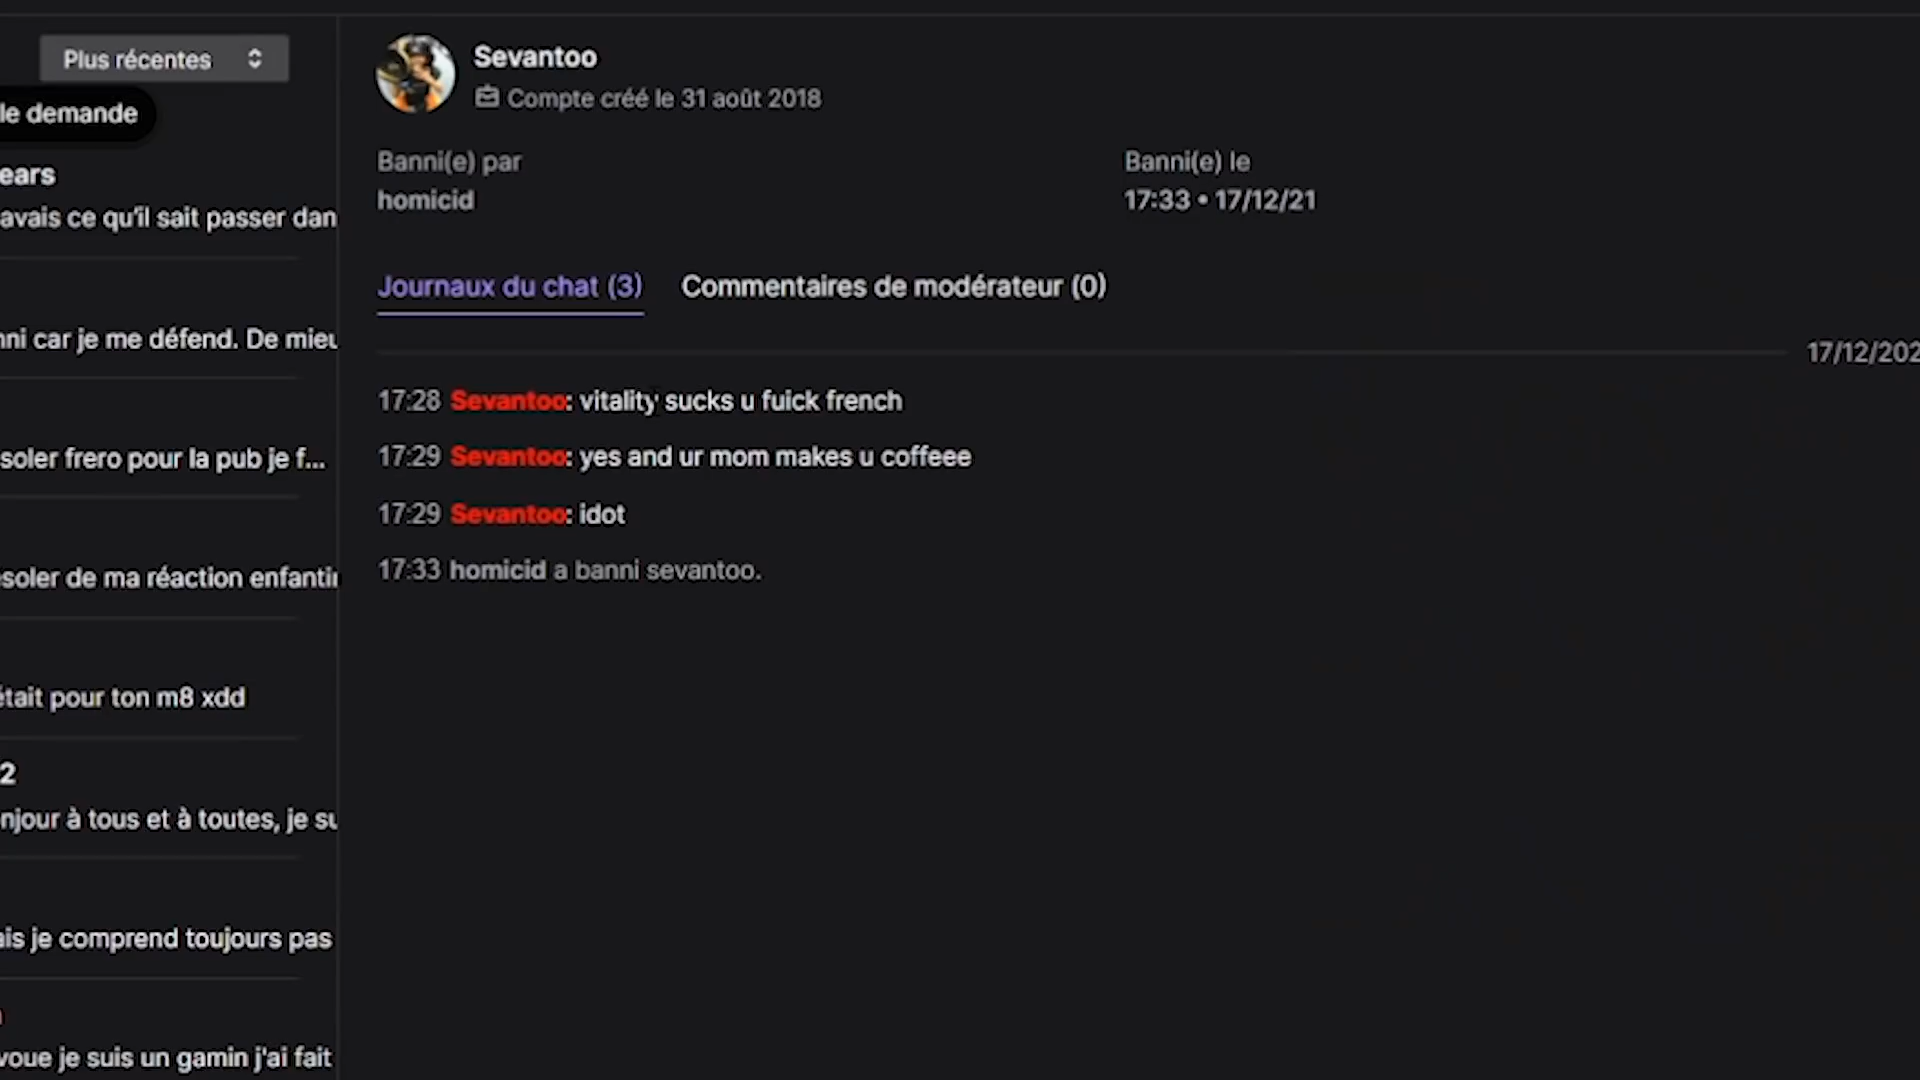 Plus récentes
le demande
ears
avais ce qu'il sait passer dan
nni car je me défend. De mieu
soler frero pour la pub je f...
soler de ma réaction enfantin
était pour ton m8 xdd
2
njour à tous et à toutes, je su
ais je comprend toujours pas
voue je suis un gamin j'ai fait
Sevantoo
Compte créé le 31 août 2018
Banni(e) par
homicid
Banni(e) le
17:33 • 17/12/21
Journaux du chat (3) Commentaires de modérateur (0)
17/12/202
17:28 Sevantoo: vitality sucks u fuick french
17:29 Sevantoo: yes and ur mom makes u coffeee
17:29 Sevantoo: idot
17:33 homicid a banni sevantoo.